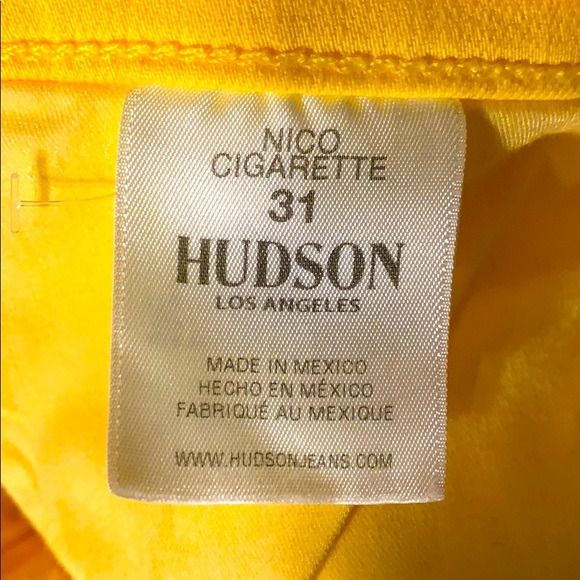 NICO
CIGARETTE
31
HUDSON
LOS ANGELES
MADE IN MEXICO
HECHO EN MÉXICO
FABRIQUÉ AU MEXIQUE
WWW.HUDSONJEANS.COM